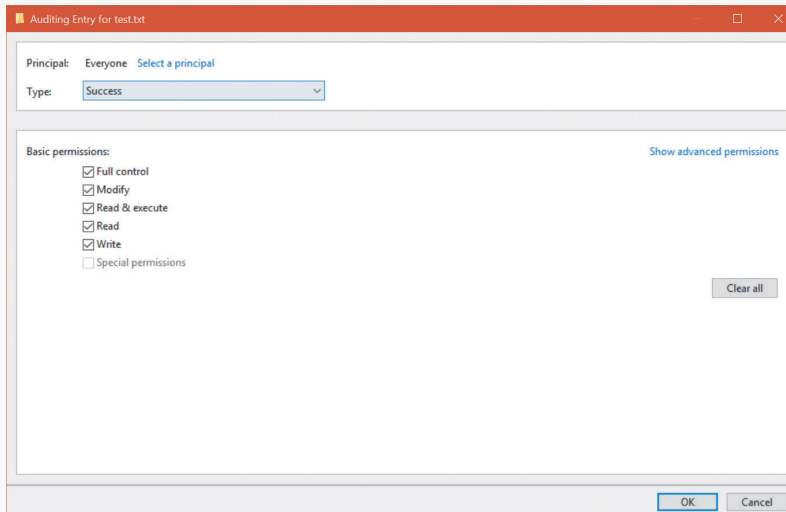 Auditing Entry for test.txt
Principal: Everyone Select a principal
Type: Success
Basic permissions: Show advanced permissions
Full control
Modify
Read & execute
Read
Write
Special permissions
Clear all
OK Cancel